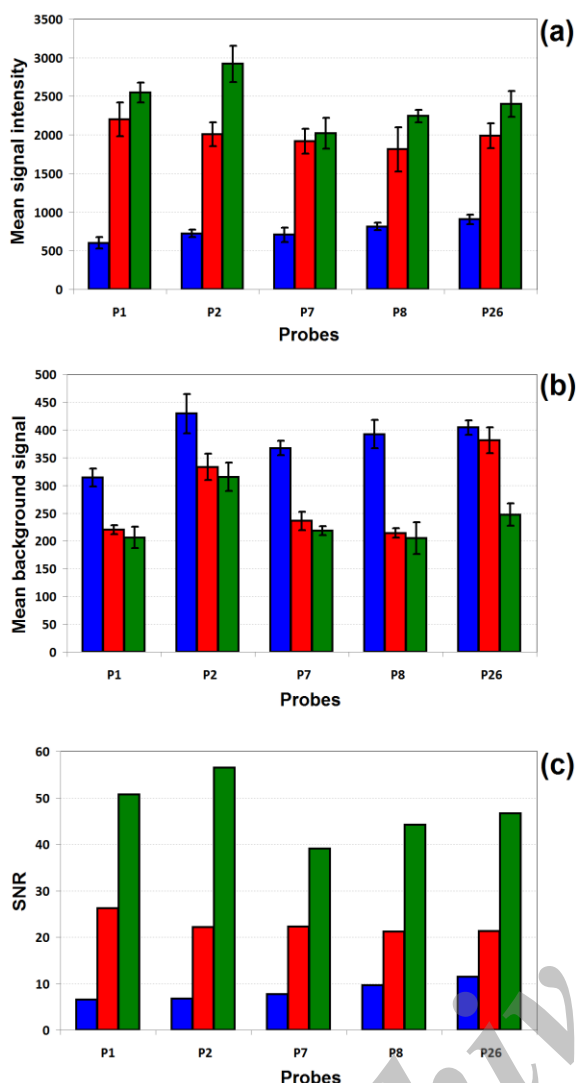 (a)
Mean signal intensity
3500
3000
2500
2000
1500
1000
500
0
P1 P2 P7 P8 P26
Probes
(b)
Mean background signal
500
450
400
350
300
250
200
150
100
50
0
P1 P2 P7 P8 P26
Probes
(c)
SNR
60
50
40
30
20
10
0
P1 P2 P7 P8 P26
Probes